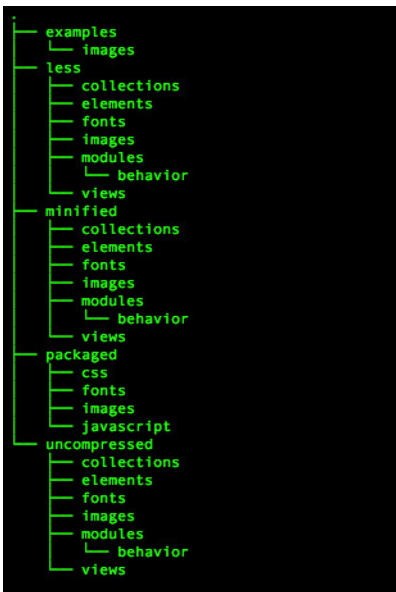 .
├── examples
│   └── images
├── less
│   ├── collections
│   ├── elements
│   ├── fonts
│   ├── images
│   ├── modules
│   │   └── behavior
│   └── views
├── minified
│   ├── collections
│   ├── elements
│   ├── fonts
│   ├── images
│   ├── modules
│   │   └── behavior
│   └── views
├── packaged
│   ├── css
│   ├── fonts
│   ├── images
│   └── javascript
└── uncompressed
    ├── collections
    ├── elements
    ├── fonts
    ├── images
    ├── modules
    │   └── behavior
    └── views